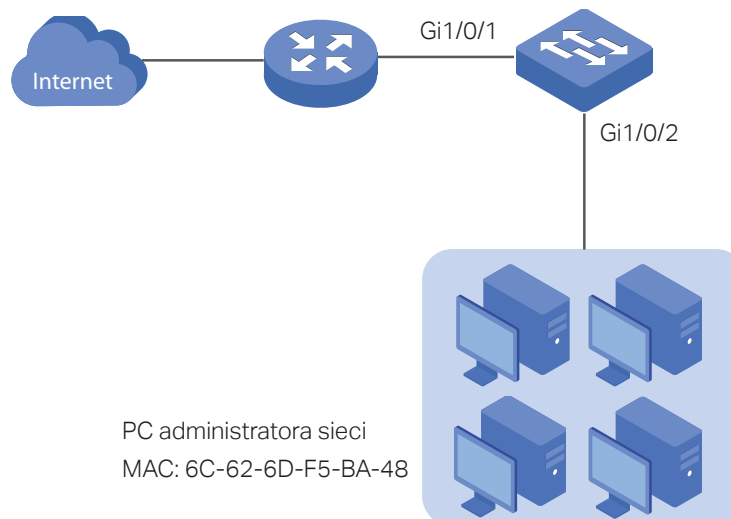 Gi1/0/1
Internet
Gi1/0/2
PC administratora sieci
MAC: 6C-62-6D-F5-BA-48